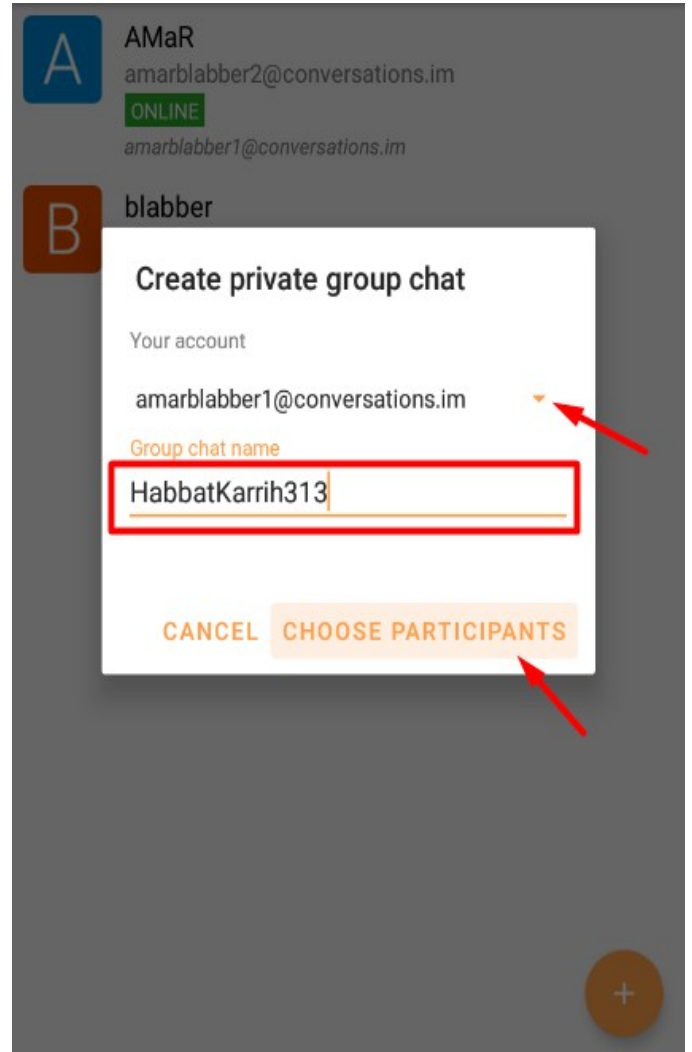 A
AMaR
amarblabber2@conversations.im
ONLINE
amarblabber1@conversations.im
B
blabber
Create private group chat
Your account
amarblabber1@conversations.im
Group chat name
HabbatKarrih313
CANCEL CHOOSE PARTICIPANTS
+